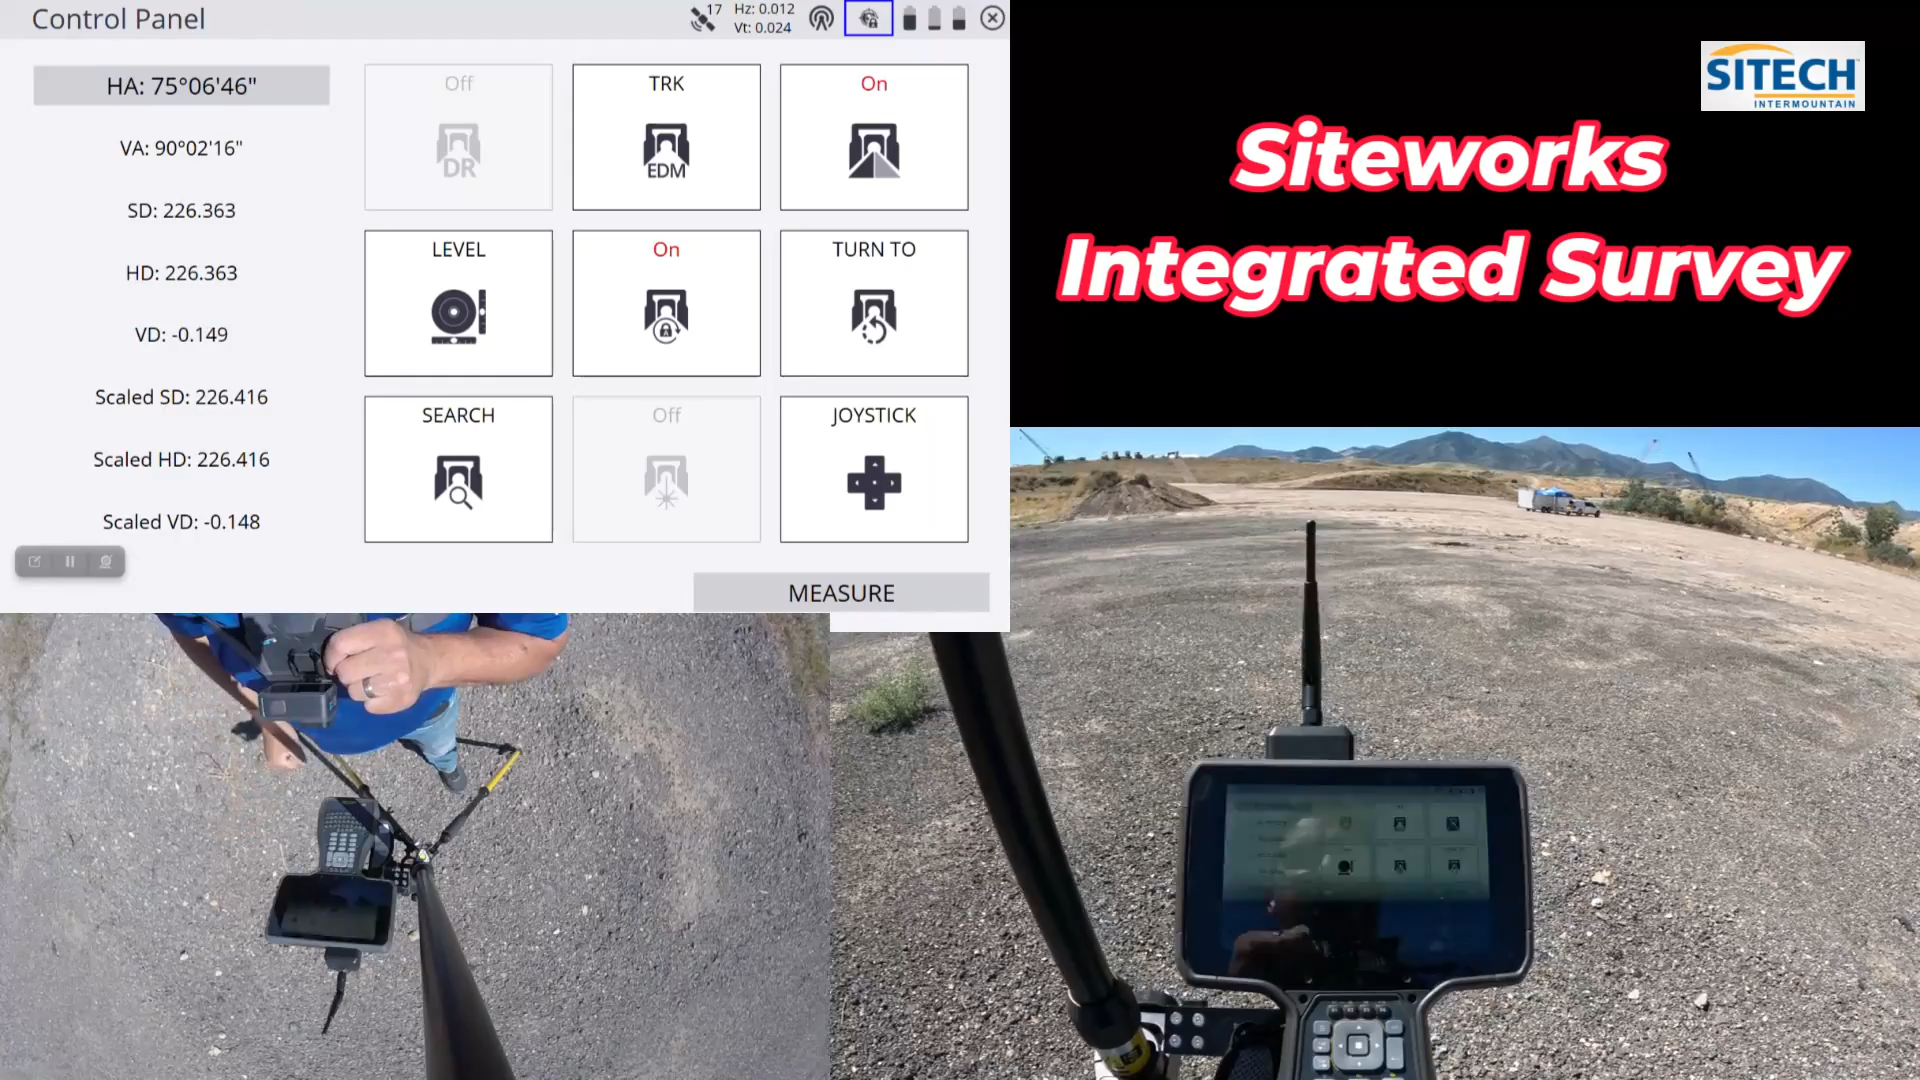 Control Panel
17
Hz: 0.012
Vt: 0.024
HA: 75°06'46"
VA: 90°02'16"
SD: 226.363
HD: 226.363
VD: -0.149
Scaled SD: 226.416
Scaled HD: 226.416
Scaled VD: -0.148
Off
DR
TRK
EDM
On
LEVEL
On
TURN TO
SEARCH
Off
JOYSTICK
MEASURE
SITECH
INTERMOUNTAIN
Siteworks
Integrated Survey